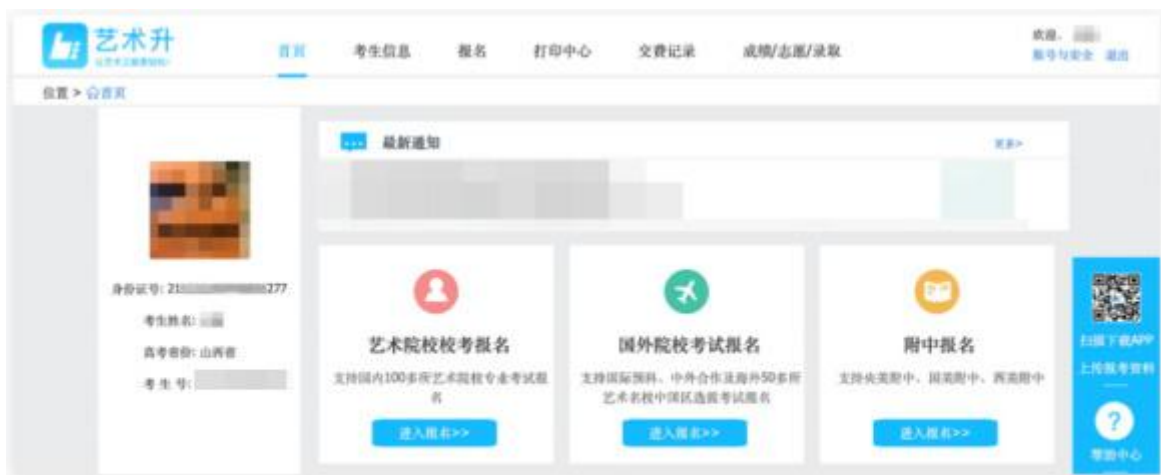 艺术升
首页 考生信息 报名 打印中心 交费记录 成绩/志愿/录取
欢迎,
账号与安全 退出
位置 > 首页
最新通知
更多>
身份证号: 21 277
考生姓名:
高考省份: 山西省
考 生 号:
艺术院校校考报名
支持国内100多所艺术院校专业考试报
名
进入报名>>
国外院校考试报名
支持国际预科、中外合作及海外50多所
艺术名校中国区选拔考试报名
进入报名>>
附中报名
支持央美附中、国美附中、西美附中
进入报名>>
扫描下载APP
上传报考资料
?
帮助中心